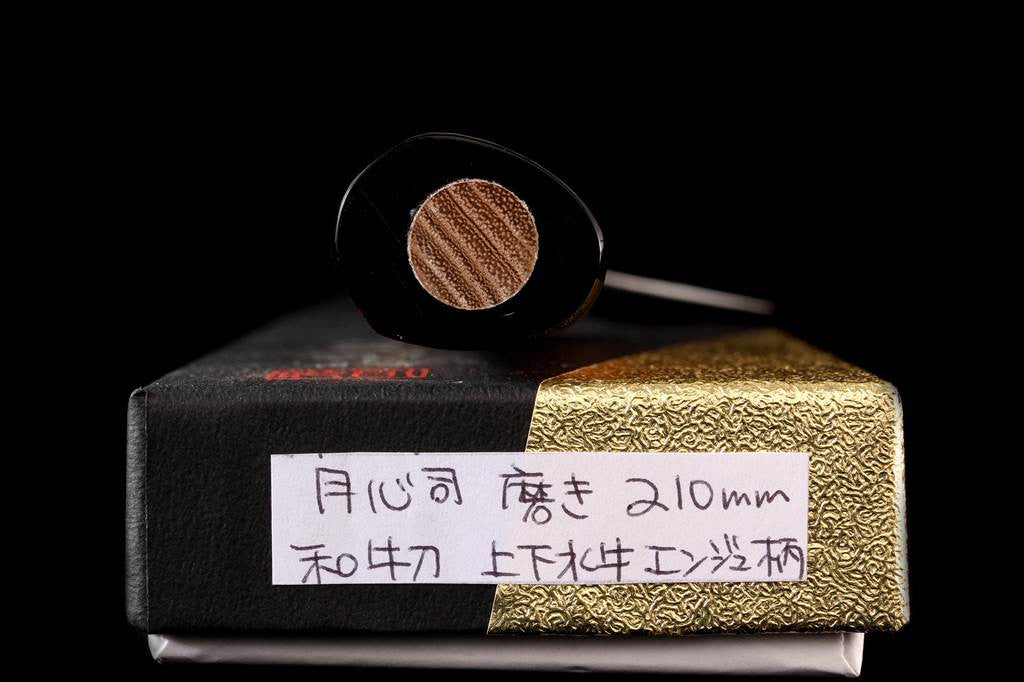 月心司 磨き 210mm
和牛刀 上下水牛エンジュ柄